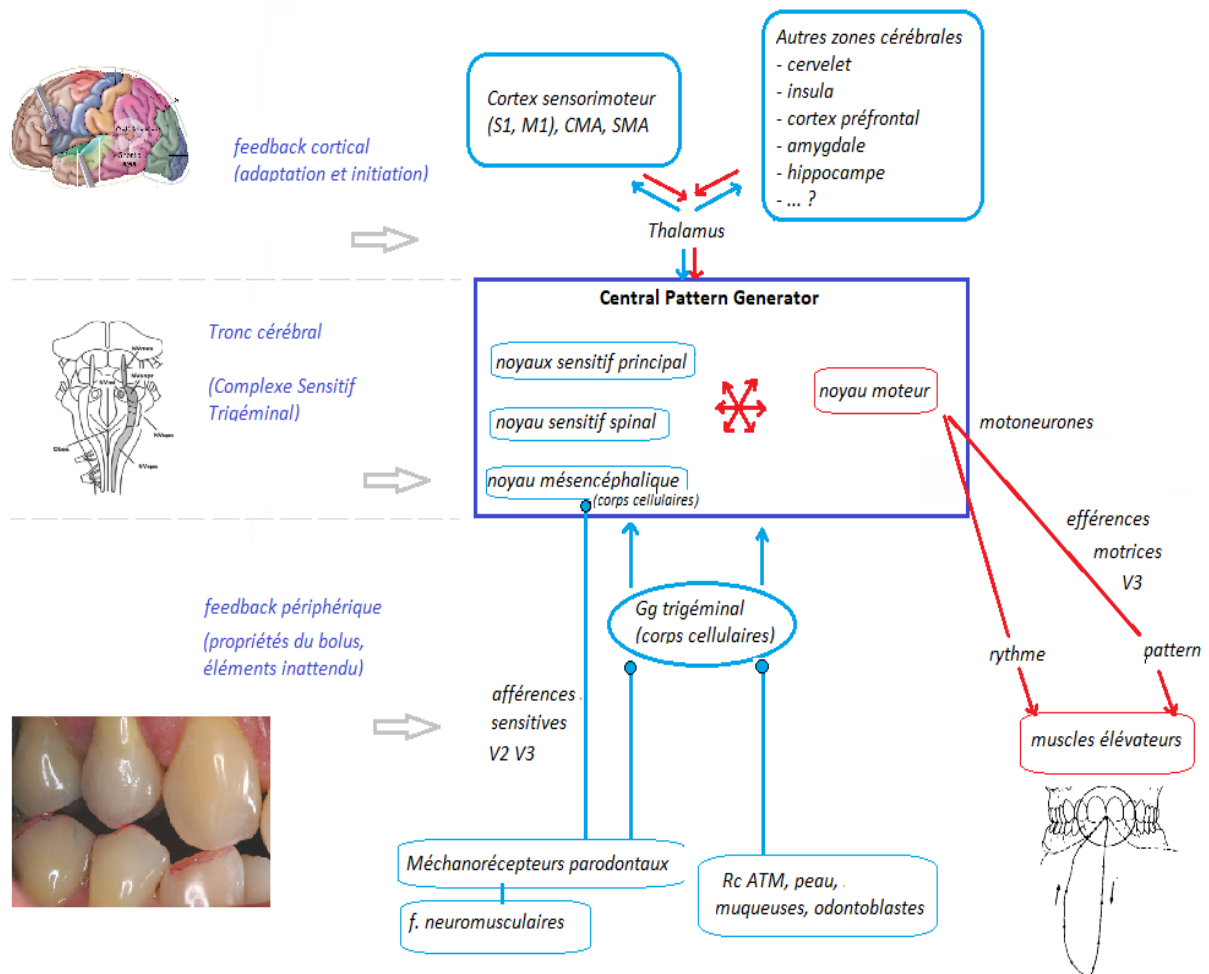 Autres zones cérébrales
- cervelet
- insula
- cortex préfrontal
- amygdale
- hippocampe
- ... ?
Cortex sensorimoteur
(S1, M1), CMA, SMA
feedback cortical
(adaptation et initiation)
Thalamus
Central Pattern Generator
Tronc cérébral
(Complexe Sensitif
Trigéminal)
noyaux sensitif principal
noyau moteur
noyau sensitif spinal
motoneurones
noyau mésencéphalique
(corps cellulaires)
efférences
motrices
V3
feedback périphérique
(propriétés du bolus,
éléments inattendu)
Gg trigéminal
(corps cellulaires)
rythme
pattern
afférences
sensitives
V2 V3
muscles élévateurs
Méchanorécepteurs parodontaux
f. neuromusculaires
Rc ATM, peau,
muqueuses, odontoblastes